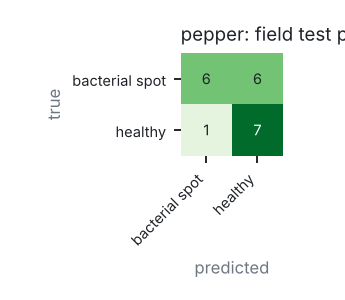 pepper: field test p
true
bacterial spot 6 6
healthy 1 7
bacterial spot healthy
predicted